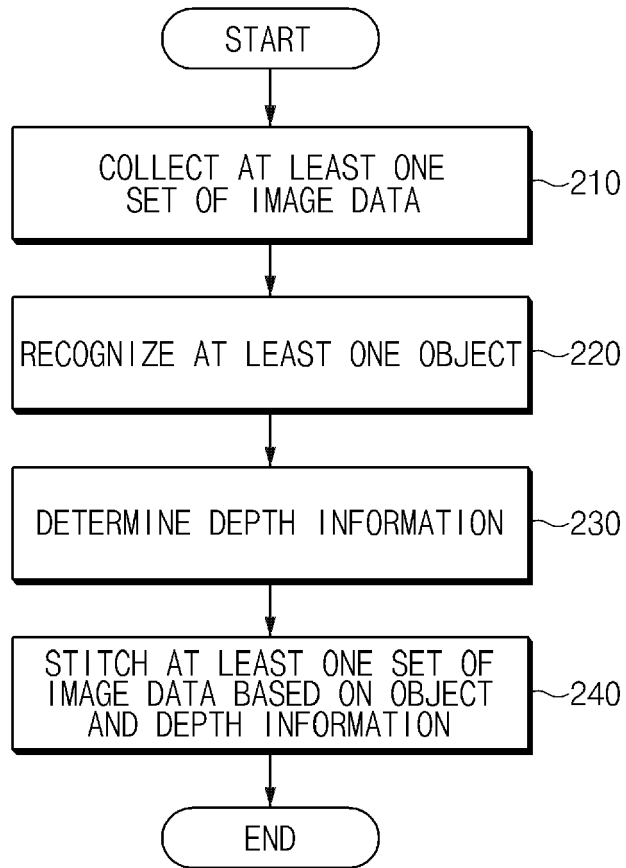 START
COLLECT AT LEAST ONE
SET OF IMAGE DATA
210
RECOGNIZE AT LEAST ONE OBJECT
220
DETERMINE DEPTH INFORMATION
230
STITCH AT LEAST ONE SET OF
IMAGE DATA BASED ON OBJECT
AND DEPTH INFORMATION
240
END